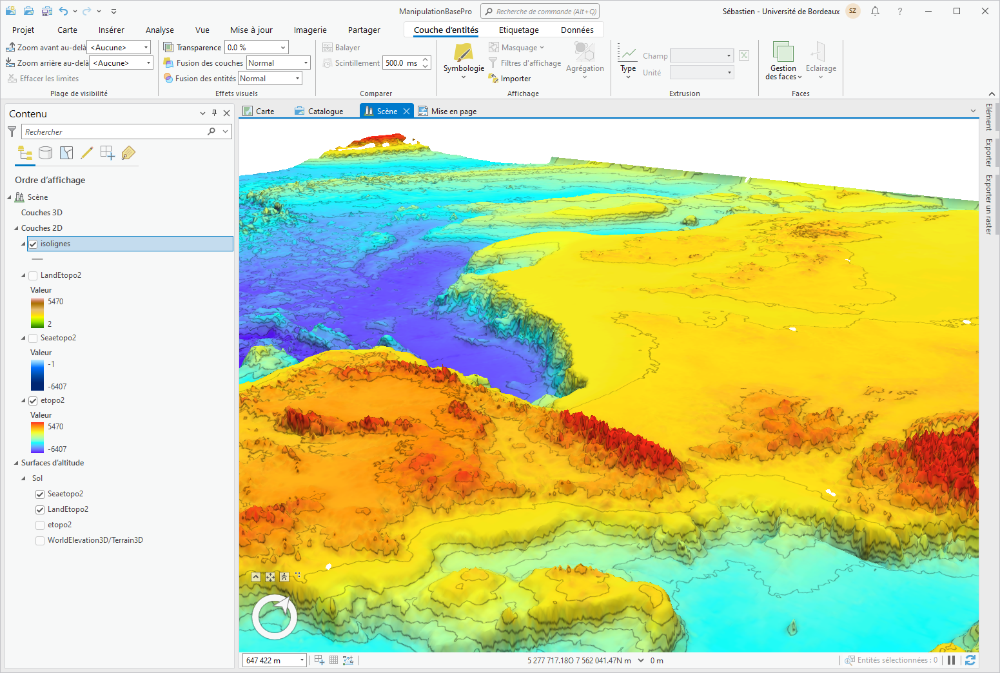 ManipulationBasePro
Recherche de commande (Alt+Q)
Sébastien - Université de Bordeaux
SZ
?
Projet
Carte
Insérer
Analyse
Vue
Mise à jour
Imagerie
Partager
Couche d'entités
Etiquetage
Données
Zoom avant au-delà
<Aucune>
Zoom arrière au-delà
<Aucune>
Effacer les limites
Plage de visibilité
Transparence
0.0 %
Fusion des couches
Normal
Fusion des entités
Normal
Effets visuels
Balayer
Scintillement
500.0 ms
Comparer
Symbologie
Masquage
Filtres d'affichage
Importer
Agrégation
Affichage
Type
Champ
Unité
Extrusion
Gestion
des faces
Eclairage
Faces
Contenu
Rechercher
Ordre d'affichage
Scène
Couches 3D
Couches 2D
isolignes
LandEtopo2
Valeur
5470
2
Seaetopo2
Valeur
-1
-6407
etopo2
Valeur
5470
-6407
Surfaces d'altitude
Sol
Seaetopo2
LandEtopo2
etopo2
WorldElevation3D/Terrain3D
Carte
Catalogue
Scène
Mise en page
Elément
Exporter
Exporter un raster
647 422 m
5 277 717.18O 7 562 041.47N m
0 m
Entités sélectionnées : 0